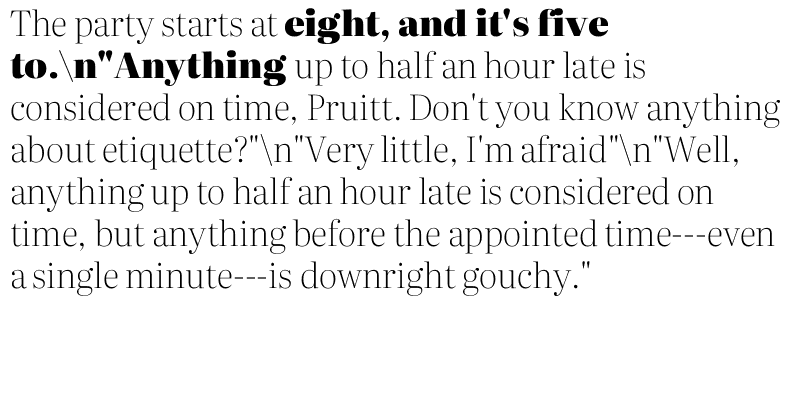 The party starts at eight, and it's five
to.\n"Anything up to half an hour late is
considered on time, Pruitt. Don't you know anything
about etiquette?"\n"Very little, I'm afraid"\n"Well,
anything up to half an hour late is considered on
time, but anything before the appointed time---even
a single minute---is downright gouchy."